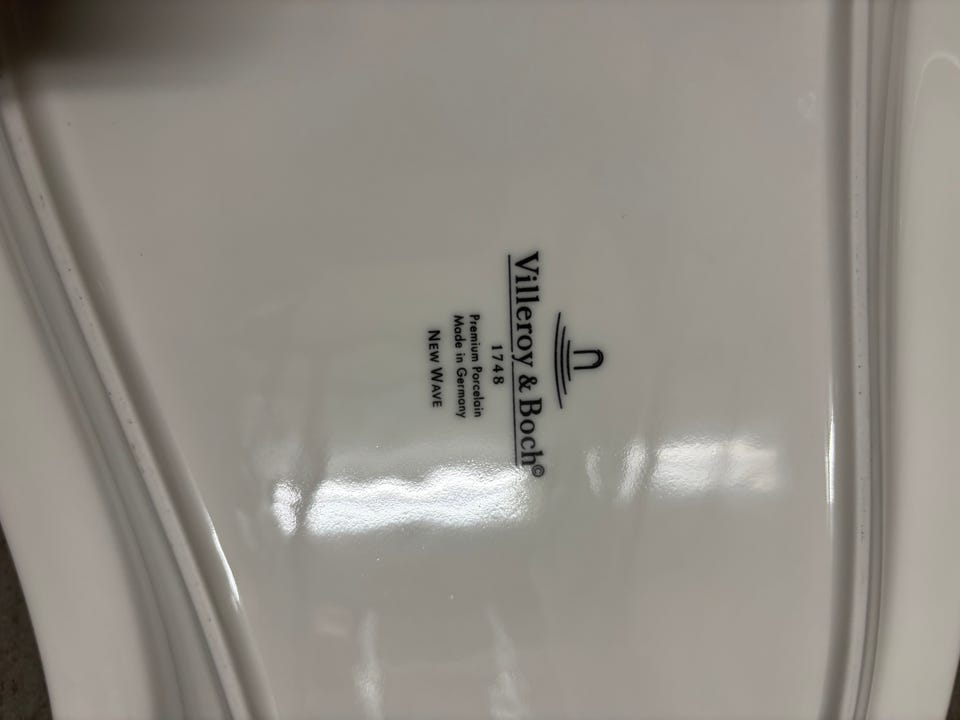 Villeroy & Boch©
1748
Premium Porcelain
Made in Germany
NEW WAVE